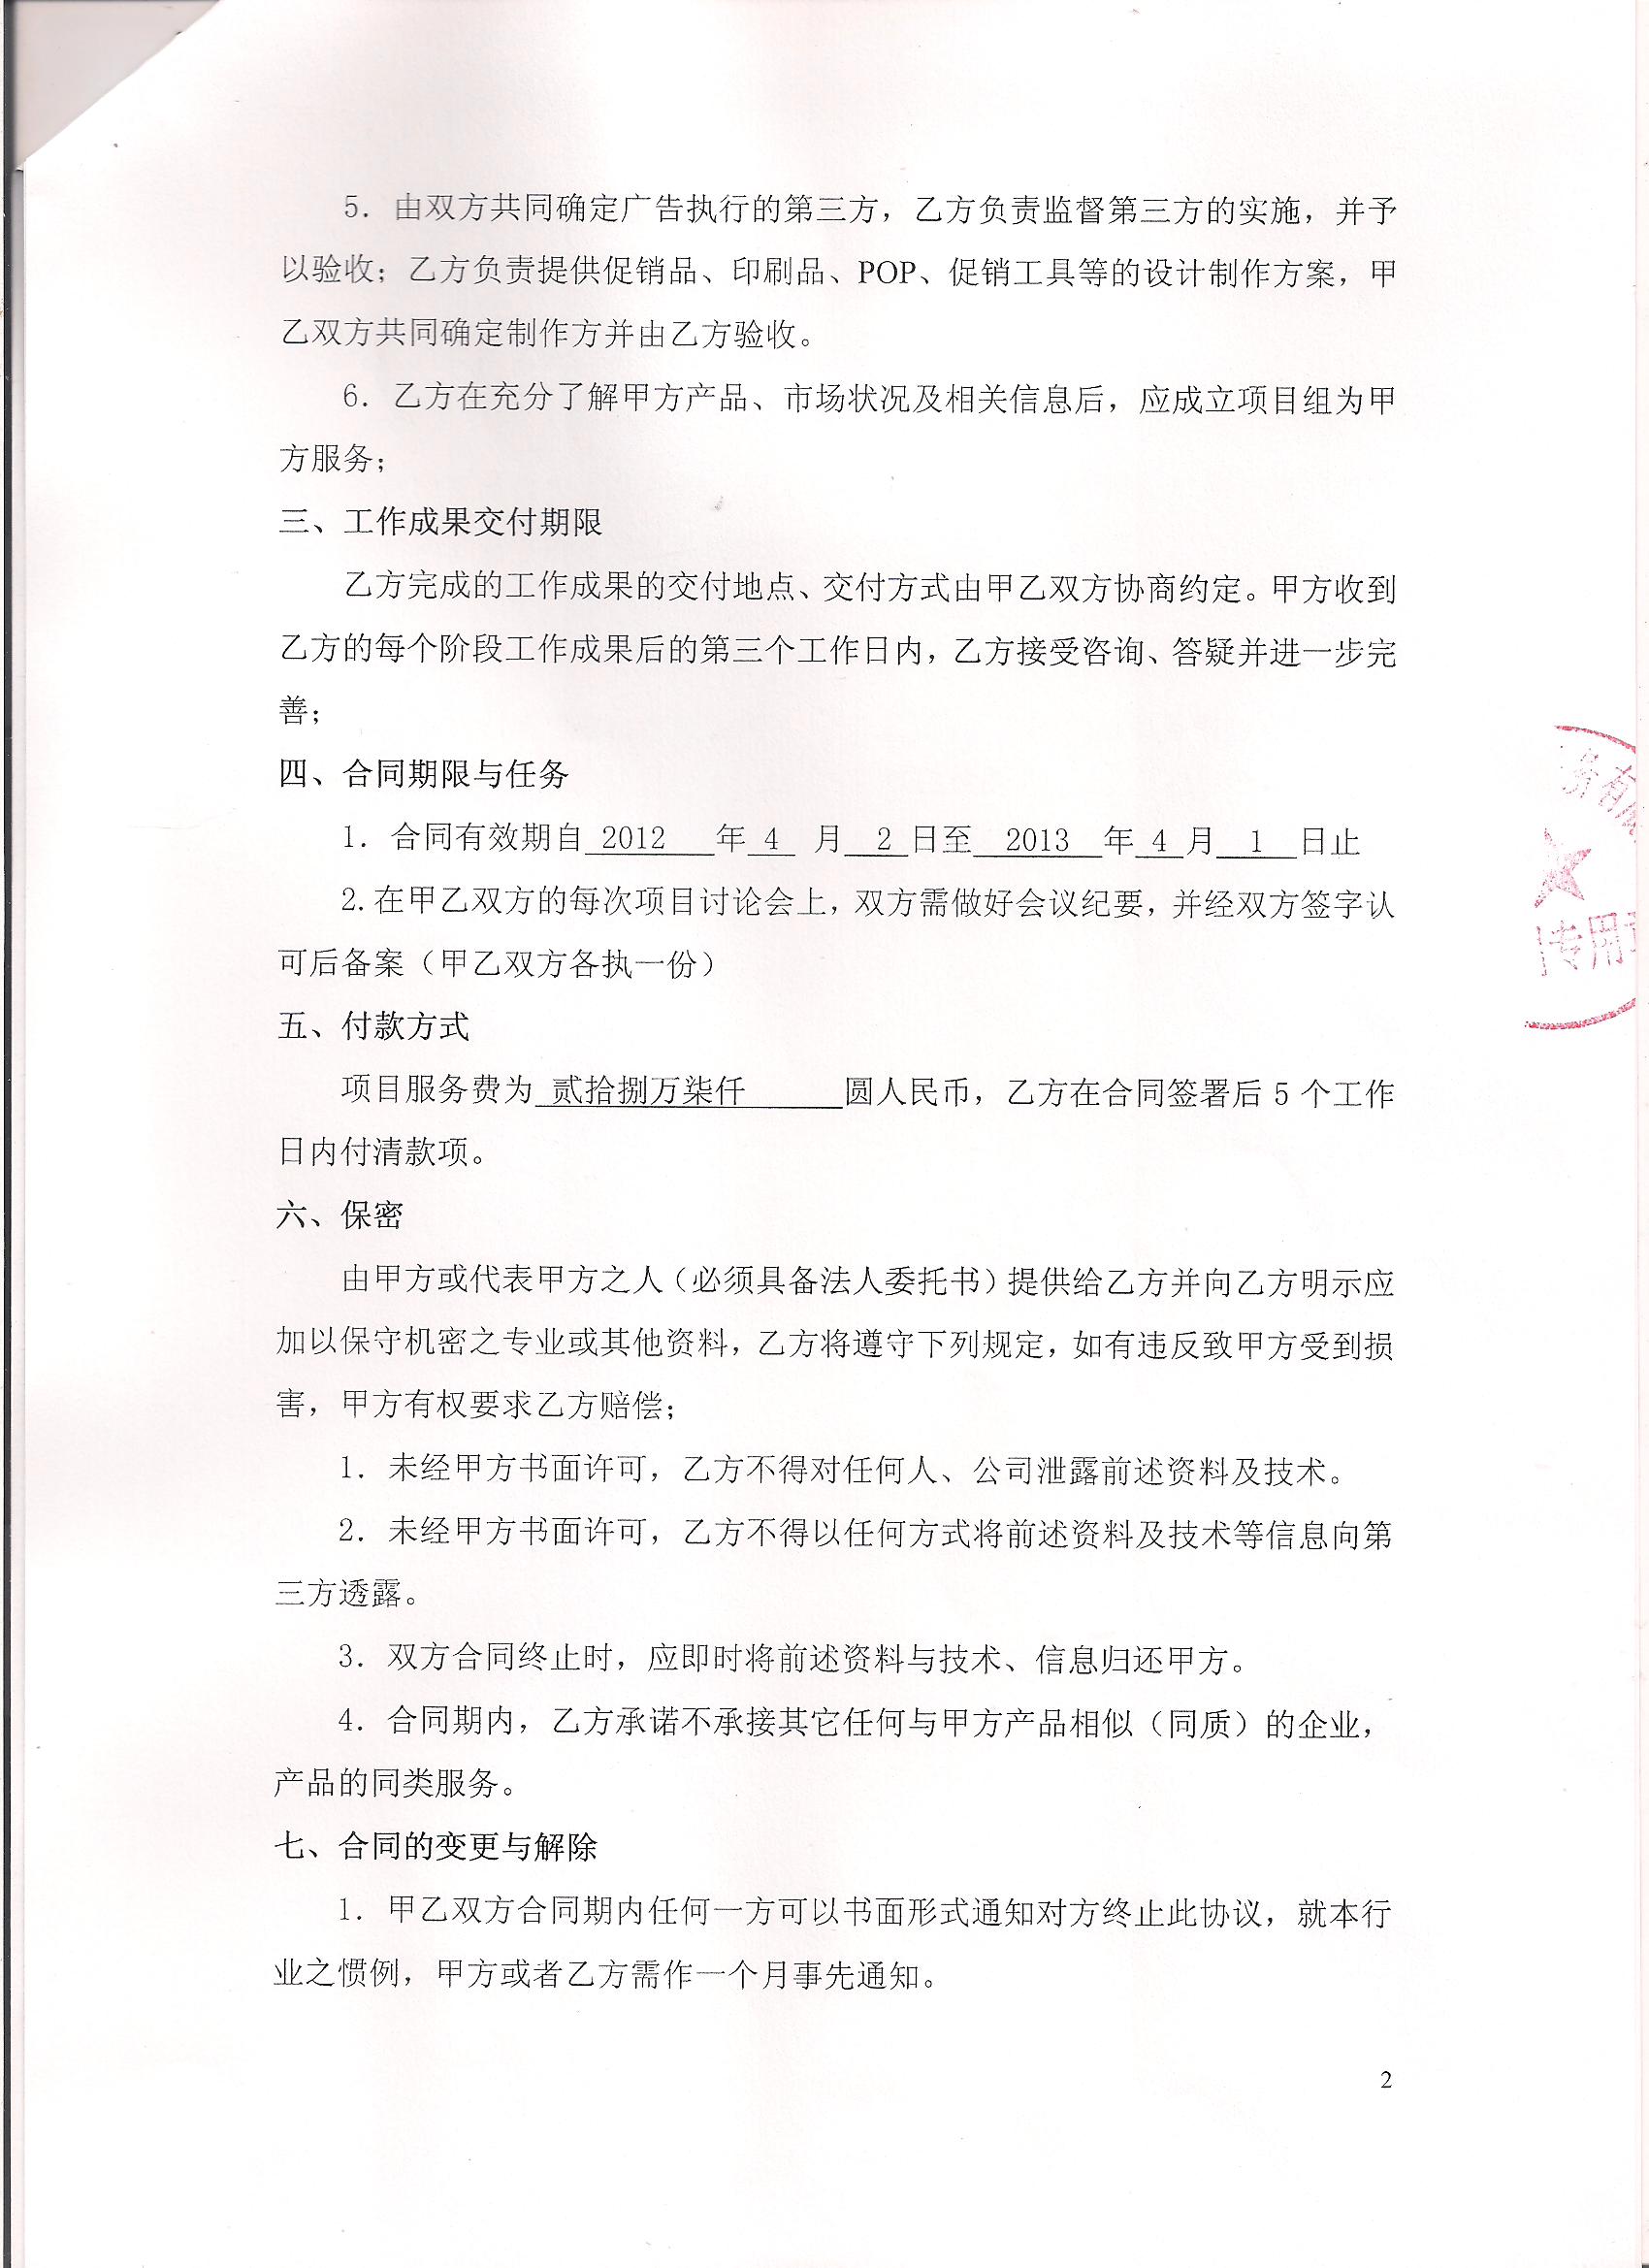 5. 由双方共同确定广告执行的第三方，乙方负责监督第三方的实施，并予
以验收；乙方负责提供促销品、印刷品、POP、促销工具等的设计制作方案，甲
乙双方共同确定制作方并由乙方验收。
6. 乙方在充分了解甲方产品、市场状况及相关信息后，应成立项目组为甲
方服务；
三、工作成果交付期限
乙方完成的工作成果的交付地点、交付方式由甲乙双方协商约定。甲方收到
乙方的每个阶段工作成果后的第三个工作日内，乙方接受咨询、答疑并进一步完
善；
四、合同期限与任务
1. 合同有效期自 2012 年 4 月 2 日至 2013 年 4 月 1 日止
2.在甲乙双方的每次项目讨论会上，双方需做好会议纪要，并经双方签字认
可后备案（甲乙双方各执一份）
五、付款方式
项目服务费为 贰拾捌万柒仟 圆人民币，乙方在合同签署后 5 个工作
日内付清款项。
六、保密
由甲方或代表甲方之人（必须具备法人委托书）提供给乙方并向乙方明示应
加以保守机密之专业或其他资料，乙方将遵守下列规定，如有违反致甲方受到损
害，甲方有权要求乙方赔偿；
1. 未经甲方书面许可，乙方不得对任何人、公司泄露前述资料及技术。
2. 未经甲方书面许可，乙方不得以任何方式将前述资料及技术等信息向第
三方透露。
3. 双方合同终止时，应即时将前述资料与技术、信息归还甲方。
4. 合同期内，乙方承诺不承接其它任何与甲方产品相似（同质）的企业，
产品的同类服务。
七、合同的变更与解除
1. 甲乙双方合同期内任何一方可以书面形式通知对方终止此协议，就本行
业之惯例，甲方或者乙方需作一个月事先通知。
2
务有
专用